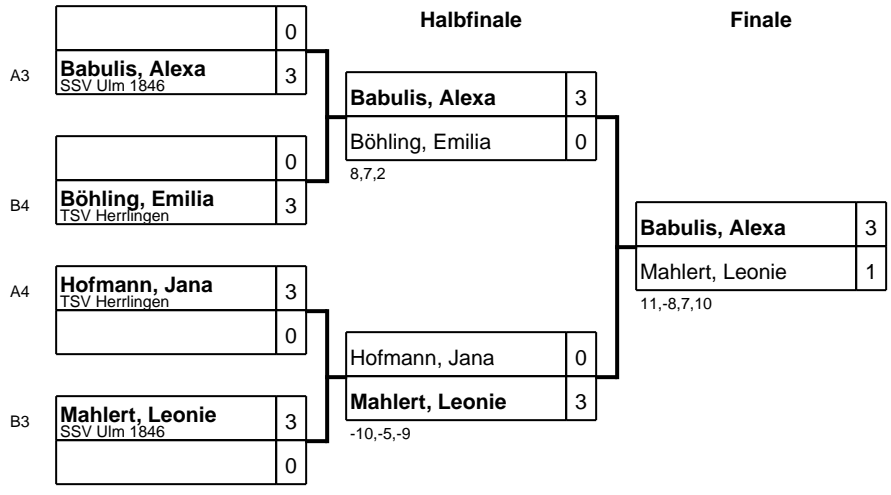 Halbfinale
Finale
0
A3
Babulis, Alexa
3
SSV Ulm 1846
0
B4
Böhling, Emilia
3
TSV Herrlingen
A4
Hofmann, Jana
3
TSV Herrlingen
0
B3
Mahlert, Leonie
3
SSV Ulm 1846
0
Babulis, Alexa 3
Böhling, Emilia 0
8,7,2
Hofmann, Jana 0
Mahlert, Leonie 3
-10,-5,-9
Babulis, Alexa 3
Mahlert, Leonie 1
11,-8,7,10